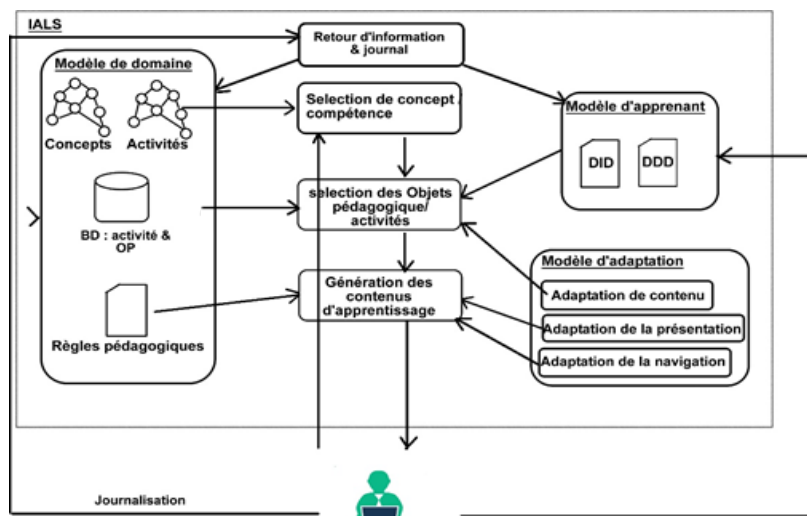 IALS
Retour d'information
& journal
Modèle de domaine
Concepts
Activités
BD : activité &
OP
Règles pédagogiques
Selection de concept /
compétence
selection des Objets
pédagogique/
activités
Génération des
contenus
d'apprentissage
Modèle d'apprenant
DID
DDD
Modèle d'adaptation
Adaptation de contenu
Adaptation de la présentation
Adaptation de la navigation
Journalisation